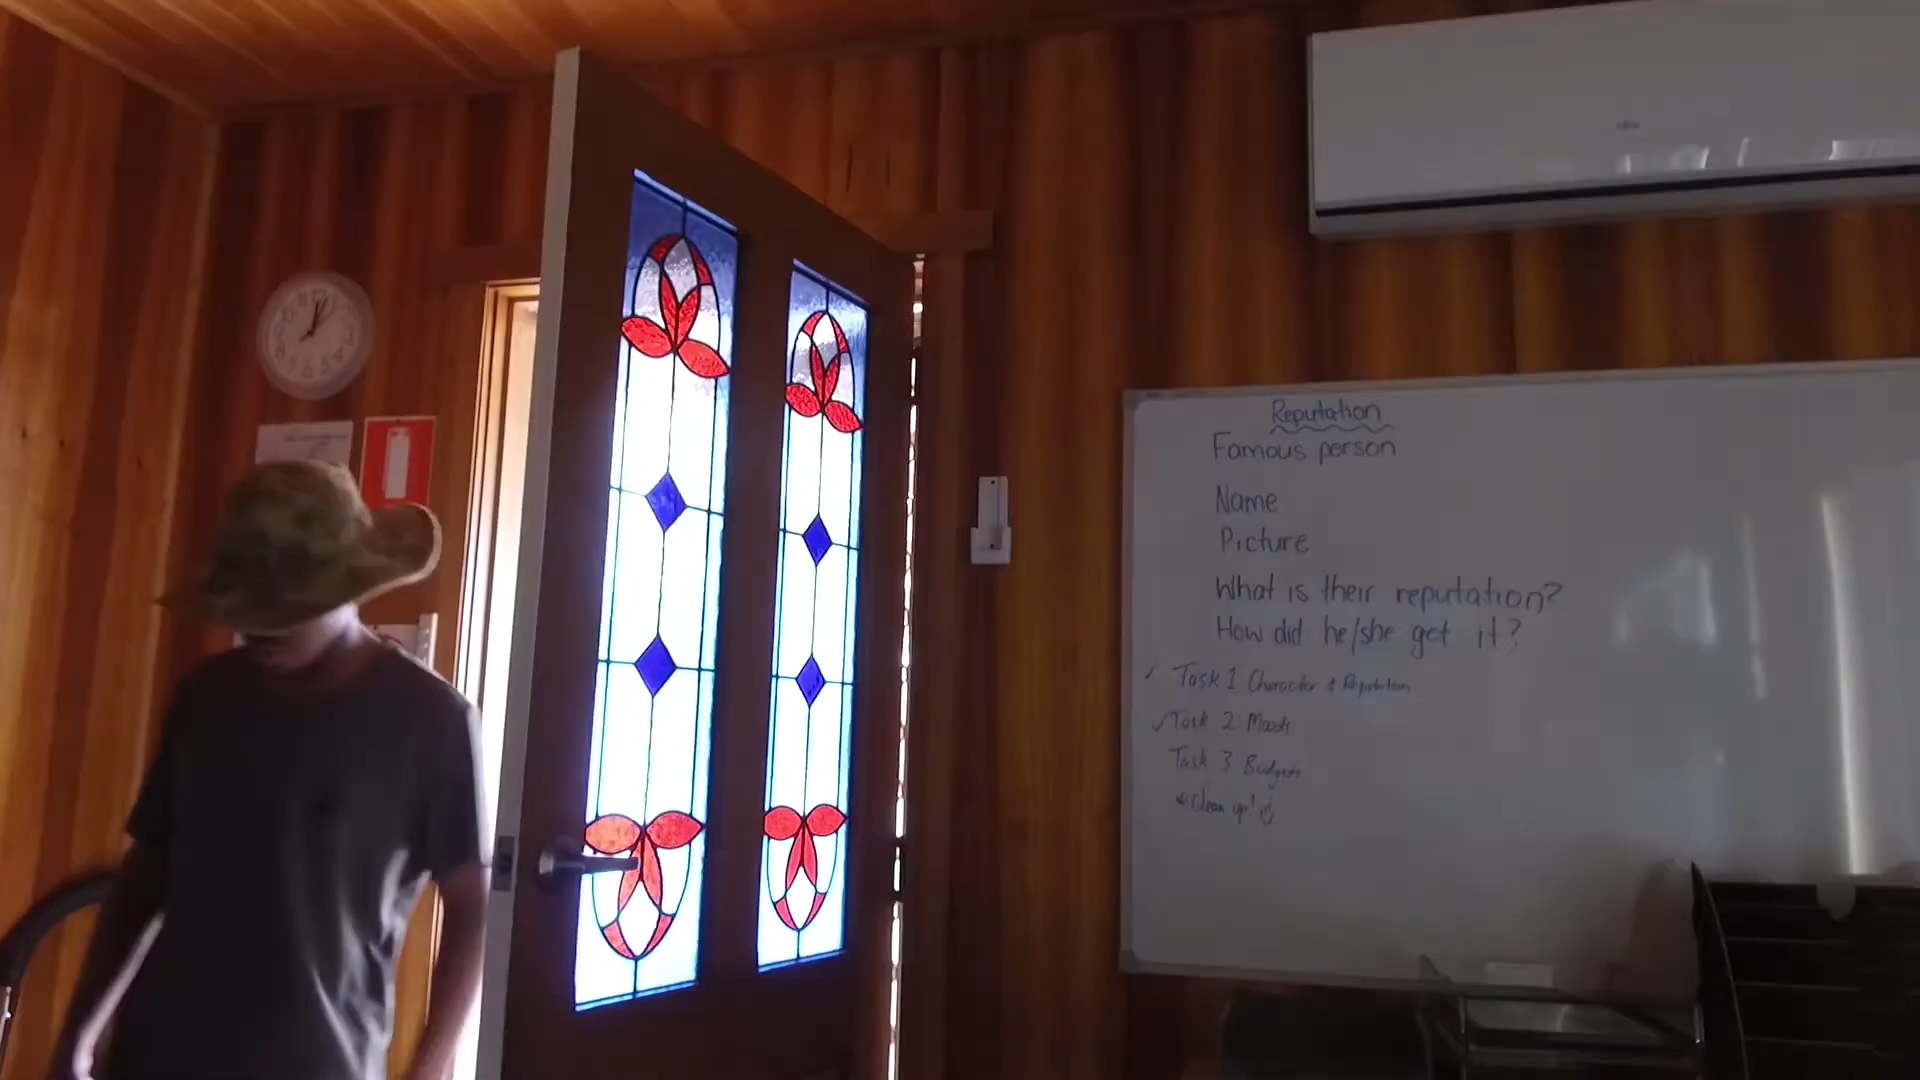 Reputation
Famous person
Name
Picture
What is their reputation?
How did he/she get it?
✓ Task 1 Character & Reputation
✓ Task 2: Meals
Task 3 Budgets
Clean up!